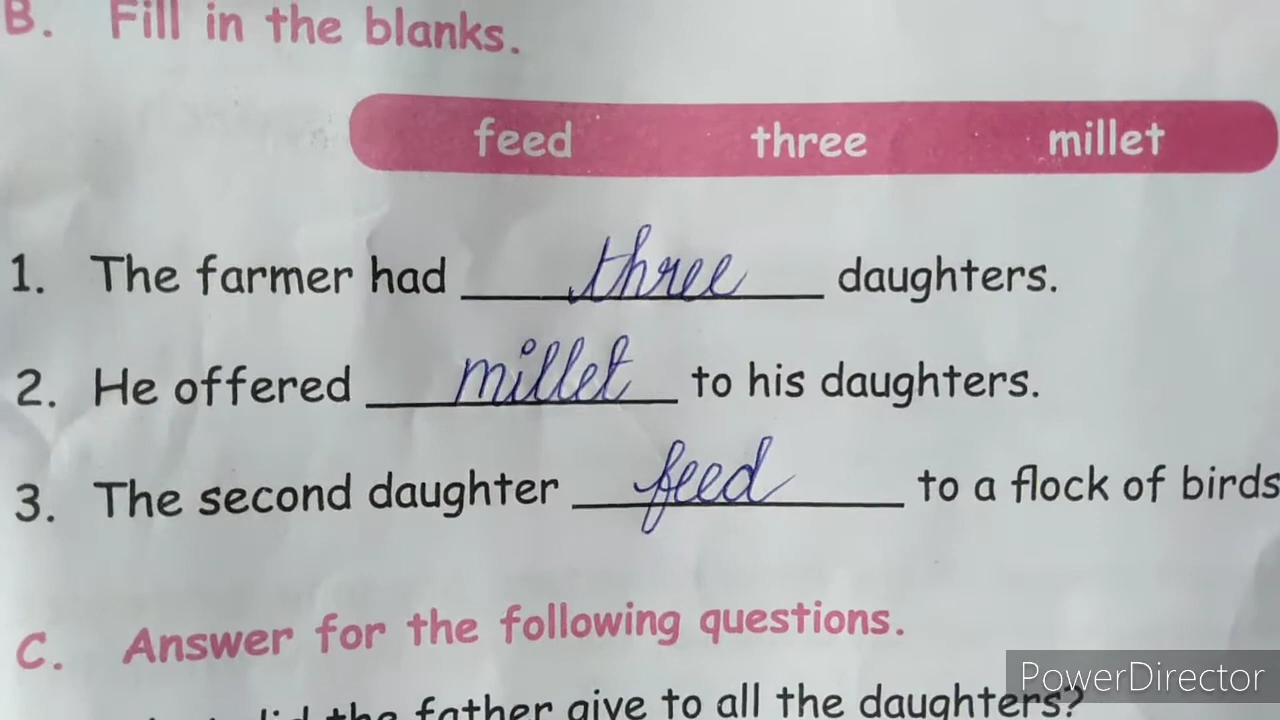 B. Fill in the blanks.
feed three millet
1. The farmer had three daughters.
2. He offered millet to his daughters.
3. The second daughter feed to a flock of birds
C. Answer for the following questions.
did the father give to all the daughters?
PowerDirector